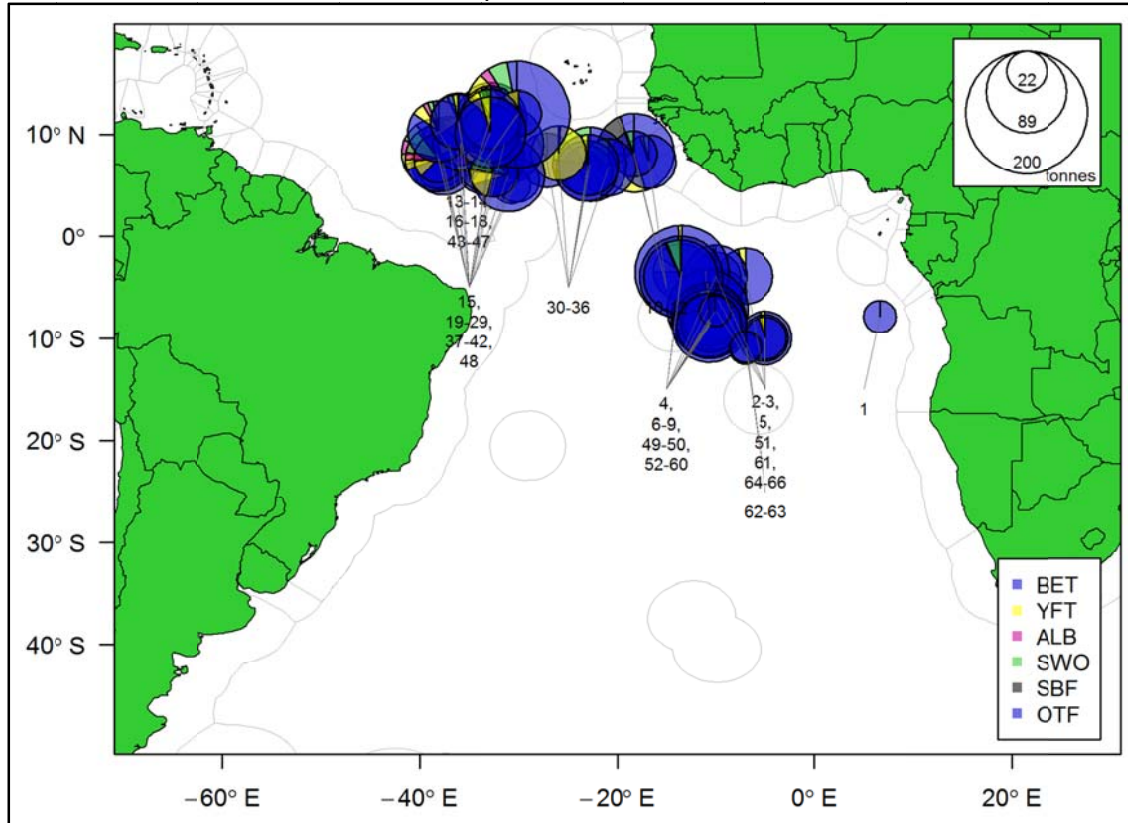 22
89
200
tonnes
10° N
0°
10° S
20° S
30° S
40° S
13-14
16-18,
43-47
15,
19-29,
37-42,
48
30-36
4,
6-9,
49-50,
52-60
2-3,
5,
51,
61,
64-66
62-63
1
BET
YFT
ALB
SWO
SBF
OTF
−60° E
−40° E
−20° E
0° E
20° E